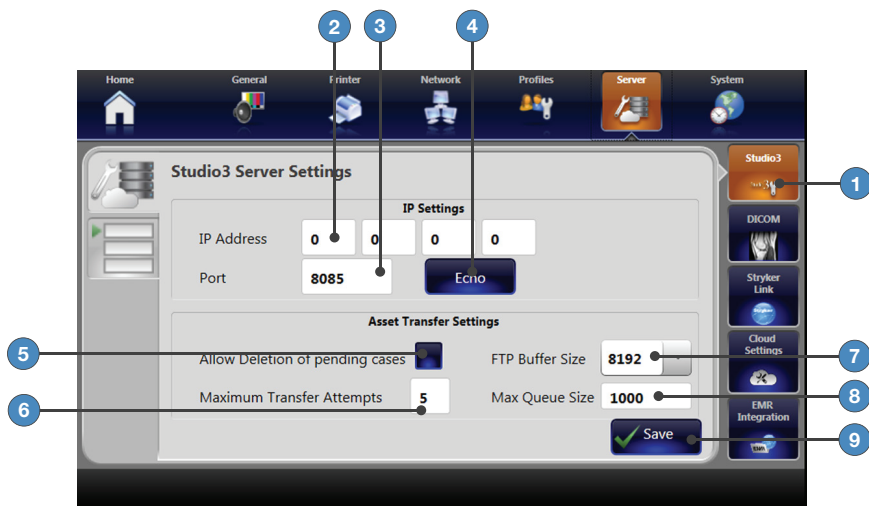 2 3 4
Home General Printer Network Profiles Server System
Studio3
1
Studio3 Server Settings
IP Settings
DICOM
IP Address 0 0 0 0
Port 8085 Echo
Stryker
Link
Asset Transfer Settings
Cloud
Settings
5 Allow Deletion of pending cases FTP Buffer Size 8192 7
6 Maximum Transfer Attempts 5 Max Queue Size 1000 8
EMR
Integration
Save 9